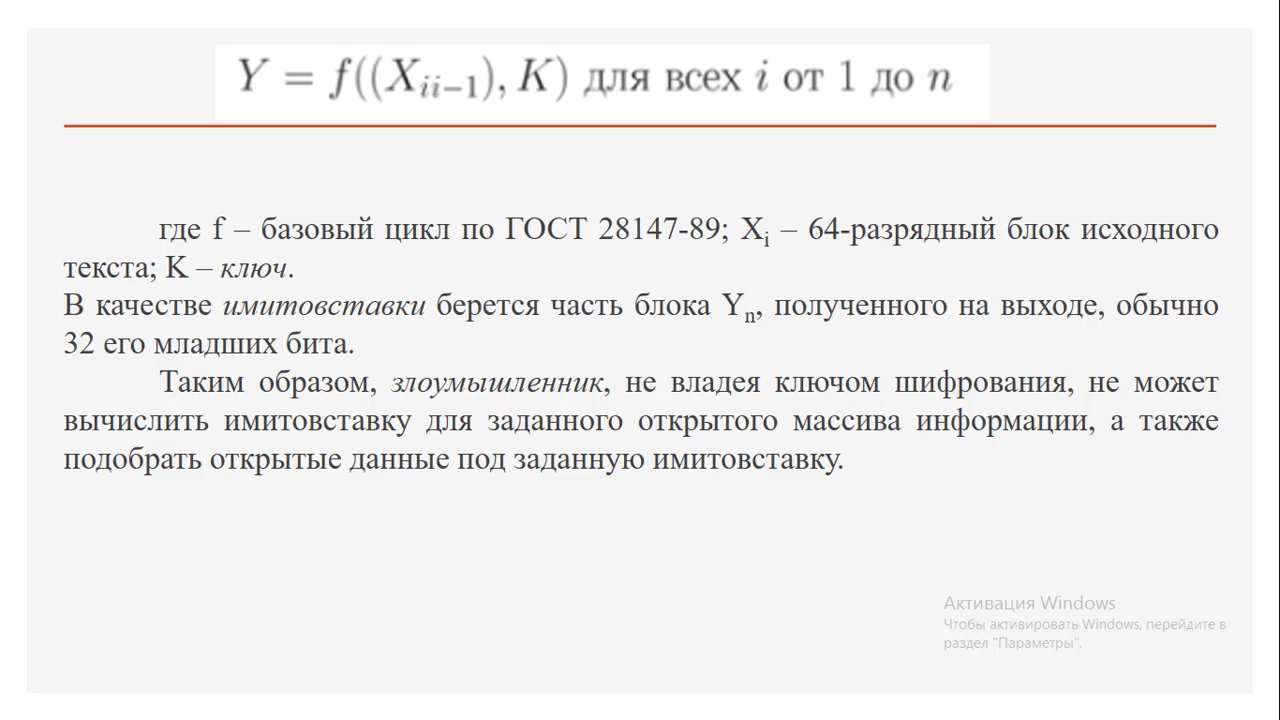 Y = f((X_{ii-1}), K) для всех i от 1 до n
где f – базовый цикл по ГОСТ 28147-89; X_i – 64-разрядный блок исходного
текста; K – ключ.
В качестве имитовставки берется часть блока Y_n, полученного на выходе, обычно
32 его младших бита.
Таким образом, злоумышленник, не владея ключом шифрования, не может
вычислить имитовставку для заданного открытого массива информации, а также
подобрать открытые данные под заданную имитовставку.
Активация Windows
Чтобы активировать Windows, перейдите в
раздел "Параметры".